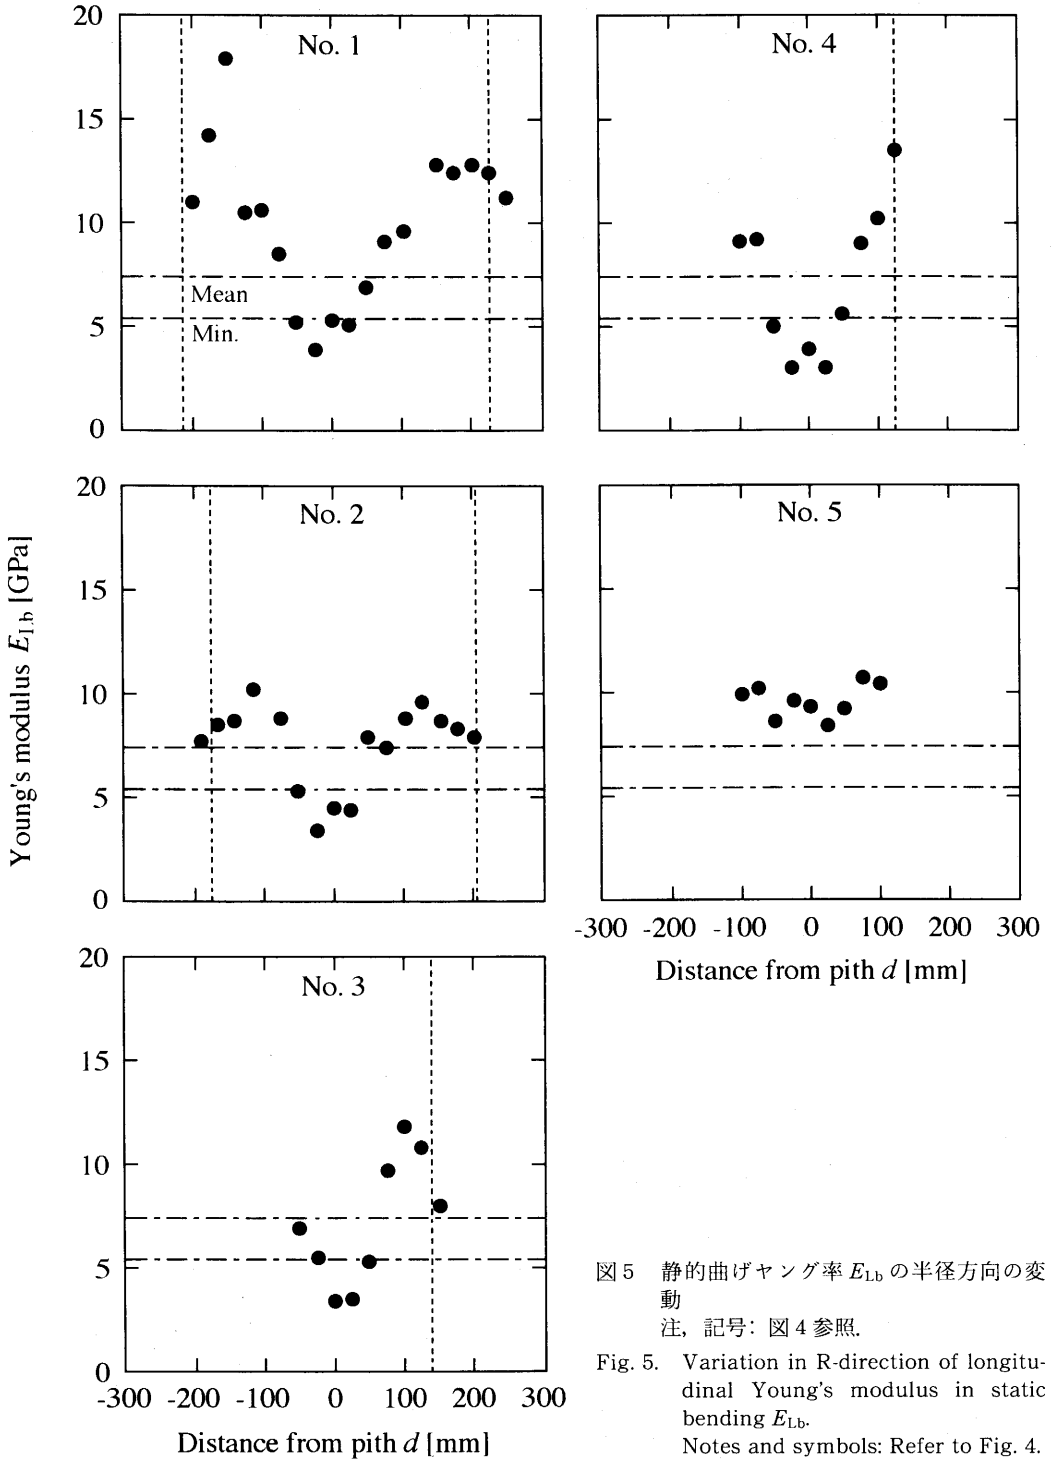 20
15
10
5
0
No. 1
Mean
Min.
No. 4
Young's modulus E_Lb [GPa]
20
15
10
5
0
No. 2
No. 5
-300 -200 -100 0 100 200 300
Distance from pith d [mm]
20
15
10
5
0
No. 3
-300 -200 -100 0 100 200 300
Distance from pith d [mm]
図5 静的曲げヤング率 E_Lb の半径方向の変
動
注, 記号: 図4参照.
Fig. 5. Variation in R-direction of longitu-
dinal Young's modulus in static
bending E_Lb.
Notes and symbols: Refer to Fig. 4.